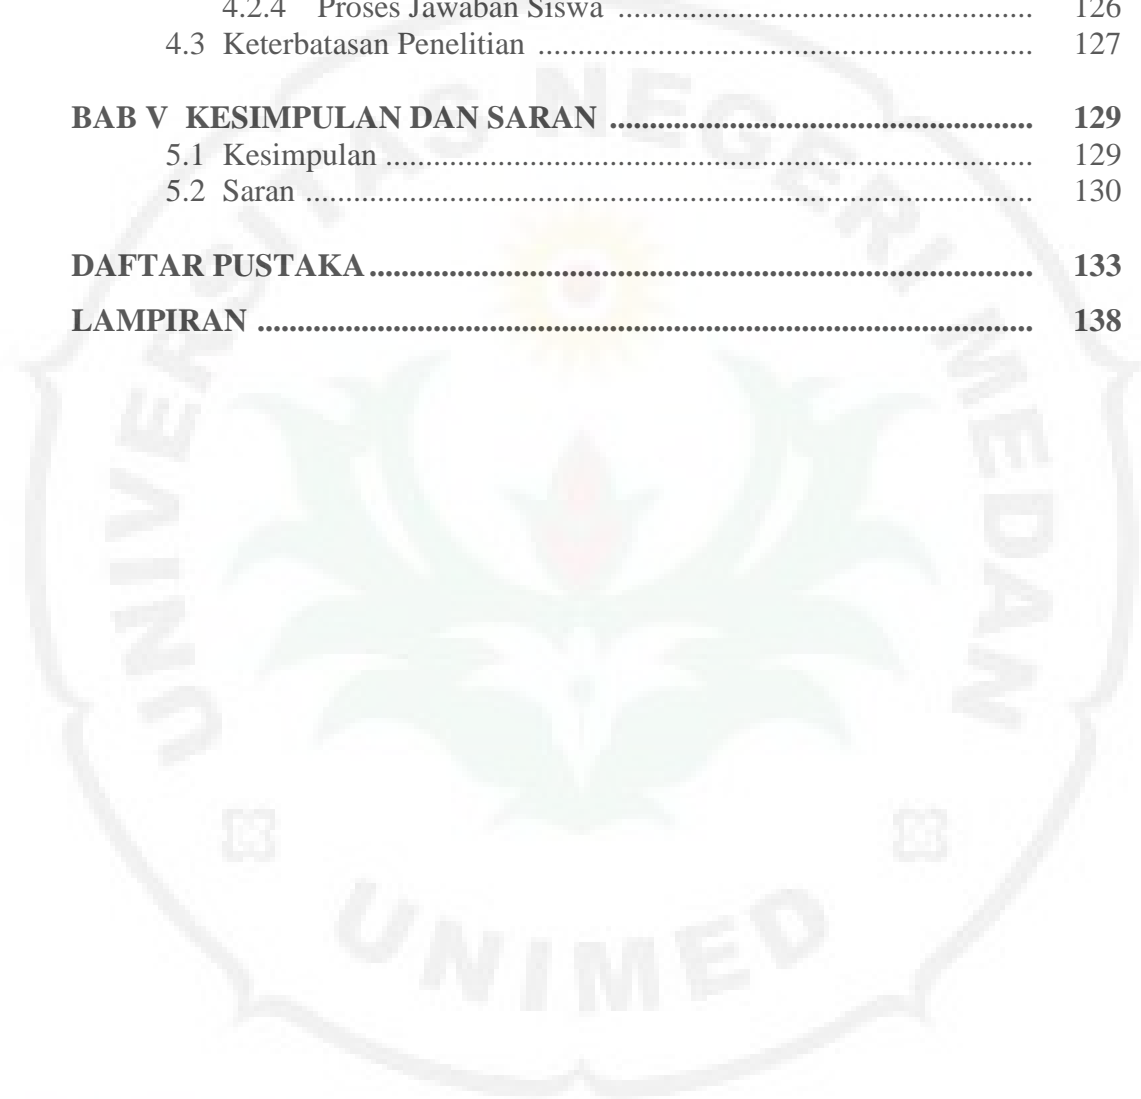 4.2.4 Proses Jawaban Siswa ................................................... 126
4.3 Keterbatasan Penelitian ............................................................. 127
BAB V KESIMPULAN DAN SARAN ..................................................... 129
5.1 Kesimpulan ................................................................................ 129
5.2 Saran .......................................................................................... 130
DAFTAR PUSTAKA .................................................................................. 133
LAMPIRAN ................................................................................................ 138
UNIVERSITAS NEGERI MEDAN
UNIMED